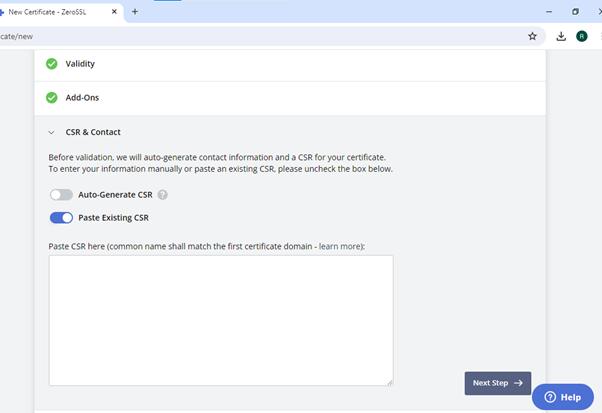 New Certificate - ZeroSSL
cate/new
R
Validity
Add-Ons
CSR & Contact
Before validation, we will auto-generate contact information and a CSR for your certificate.
To enter your information manually or paste an existing CSR, please uncheck the box below.
Auto-Generate CSR ?
Paste Existing CSR
Paste CSR here (common name shall match the first certificate domain - learn more):
Next Step →
? Help